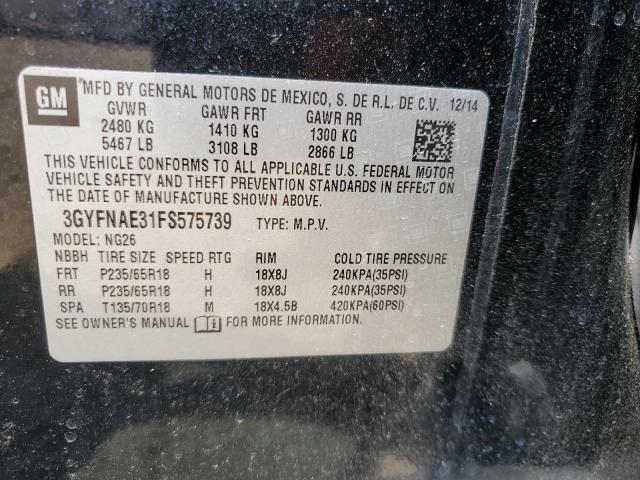 GM
MFD BY GENERAL MOTORS DE MEXICO, S. DE R.L. DE C.V. 12/14
GVWR GAWR FRT GAWR RR
2480 KG 1410 KG 1300 KG
5467 LB 3108 LB 2866 LB
THIS VEHICLE CONFORMS TO ALL APPLICABLE U.S. FEDERAL MOTOR
VEHICLE SAFETY AND THEFT PREVENTION STANDARDS IN EFFECT ON
THE DATE OF MANUFACTURE SHOWN ABOVE.
3GYFNAE31FS575739 TYPE: M.P.V.
MODEL: NG26
NBBH TIRE SIZE SPEED RTG RIM COLD TIRE PRESSURE
FRT P235/65R18 H 18X8J 240KPA(35PSI)
RR P235/65R18 H 18X8J 240KPA(35PSI)
SPA T135/70R18 M 18X4.5B 420KPA(60PSI)
SEE OWNER'S MANUAL FOR MORE INFORMATION.